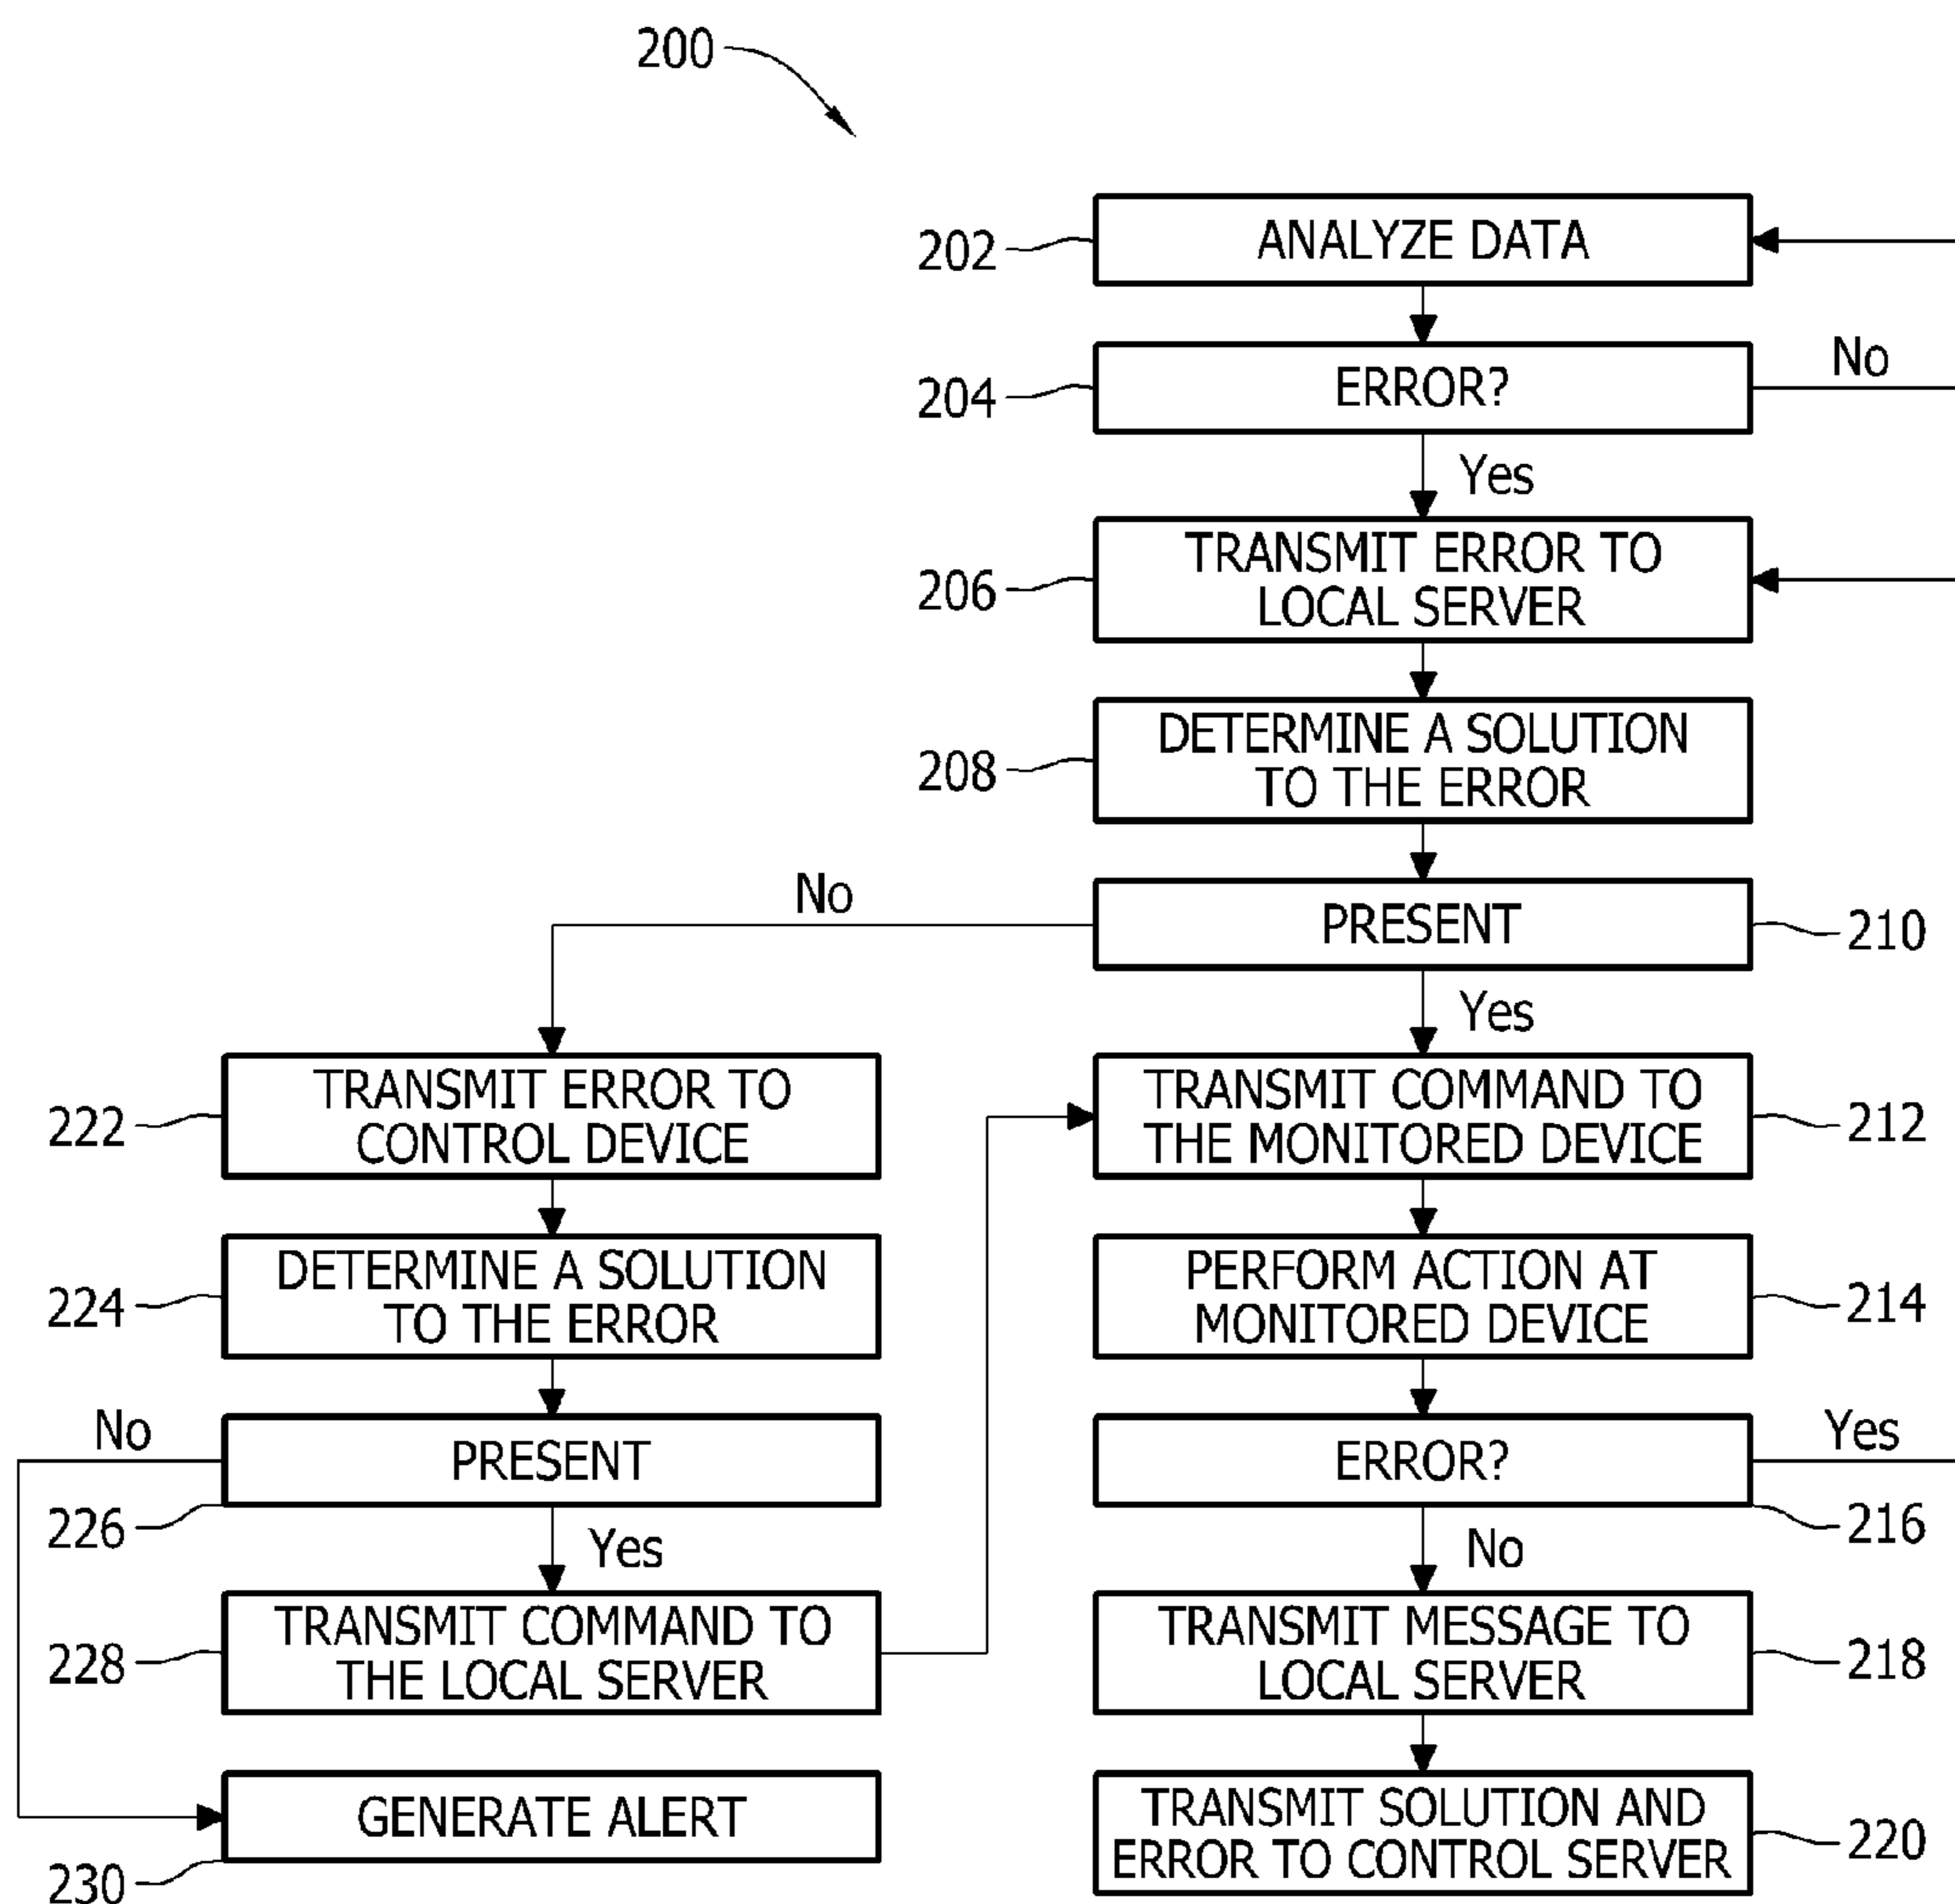 200
202
ANALYZE DATA
204
ERROR?
No
Yes
206
TRANSMIT ERROR TO
LOCAL SERVER
208
DETERMINE A SOLUTION
TO THE ERROR
No
PRESENT
210
Yes
222
TRANSMIT ERROR TO
CONTROL DEVICE
TRANSMIT COMMAND TO
THE MONITORED DEVICE
212
224
DETERMINE A SOLUTION
TO THE ERROR
PERFORM ACTION AT
MONITORED DEVICE
214
No
PRESENT
226
ERROR?
Yes
216
Yes
No
228
TRANSMIT COMMAND TO
THE LOCAL SERVER
TRANSMIT MESSAGE TO
LOCAL SERVER
218
GENERATE ALERT
230
TRANSMIT SOLUTION AND
ERROR TO CONTROL SERVER
220